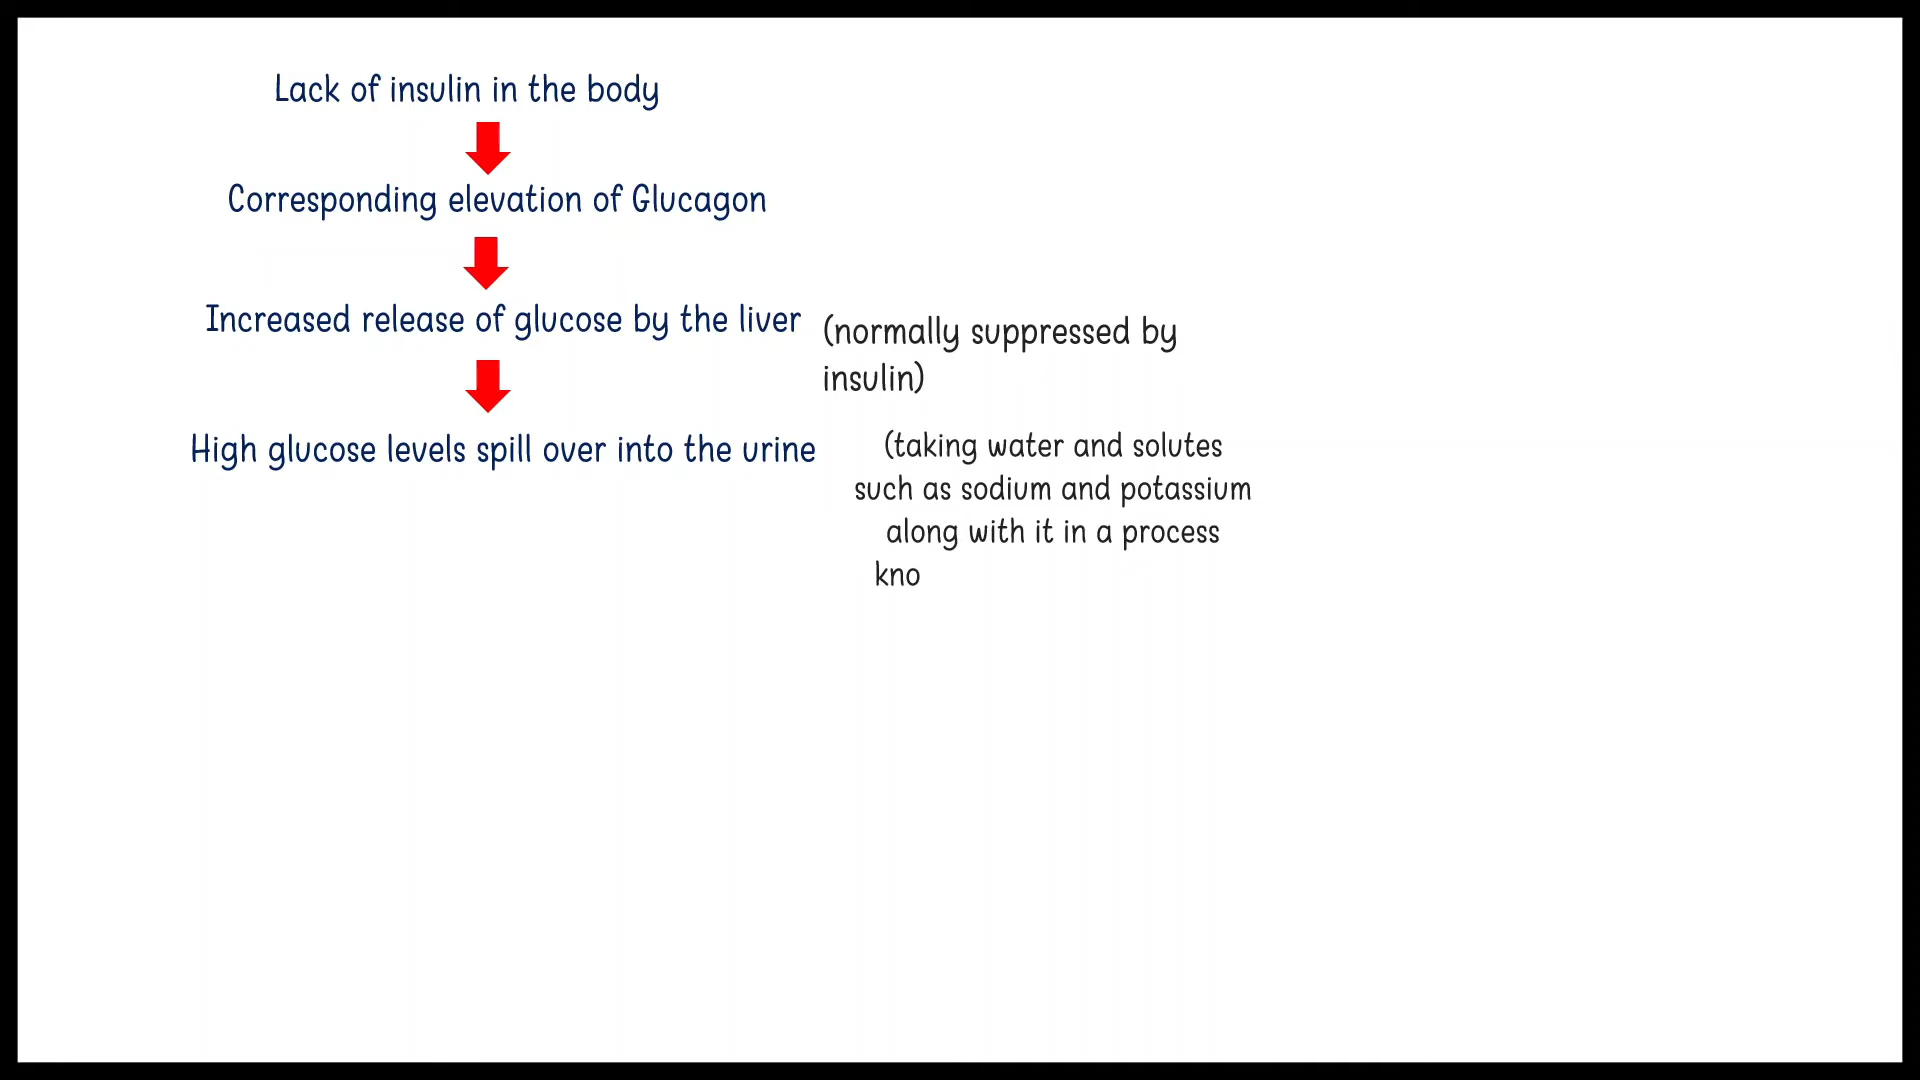 Lack of insulin in the body
Corresponding elevation of Glucagon
Increased release of glucose by the liver
(normally suppressed by
insulin)
High glucose levels spill over into the urine
(taking water and solutes
such as sodium and potassium
along with it in a process
kno